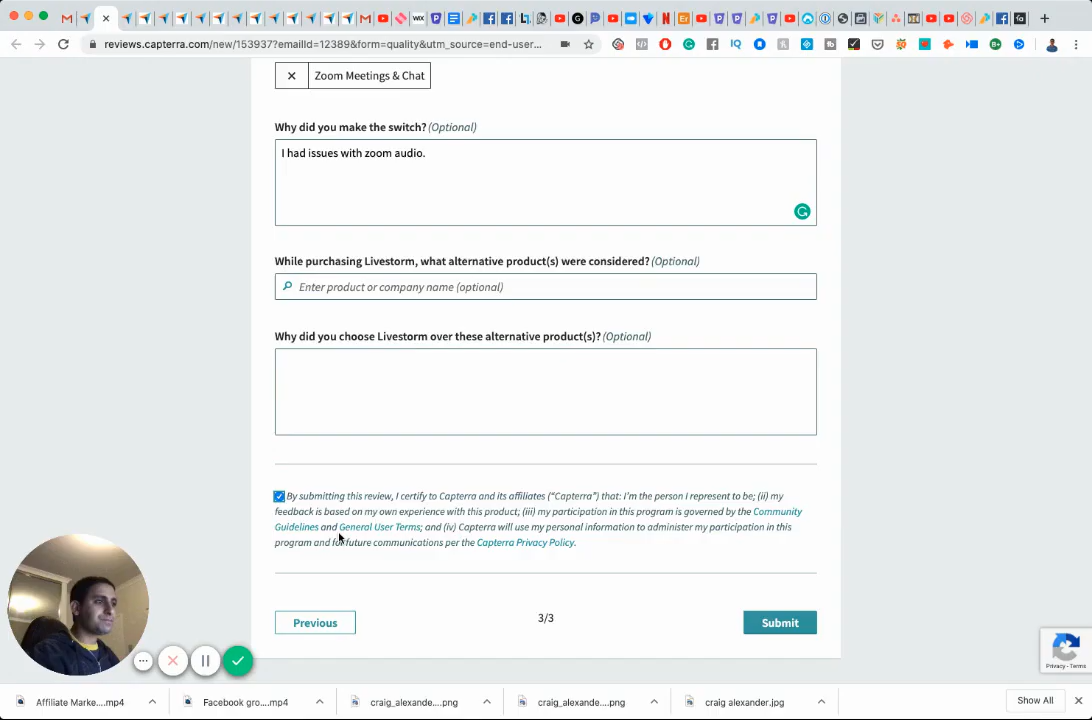 WIX
reviews.capterra.com/new/153937?emailId=12389&form=quality&utm_source=end-user...
Zoom Meetings & Chat
Why did you make the switch? (Optional)
I had issues with zoom audio.
While purchasing Livestorm, what alternative product(s) were considered? (Optional)
Enter product or company name (optional)
Why did you choose Livestorm over these alternative product(s)? (Optional)
By submitting this review, I certify to Capterra and its affiliates (“Capterra”) that: I'm the person I represent to be; (ii) my
feedback is based on my own experience with this product; (iii) my participation in this program is governed by the Community
Guidelines and General User Terms; and (iv) Capterra will use my personal information to administer my participation in this
program and for future communications per the Capterra Privacy Policy.
Previous
3/3
Submit
Privacy - Terms
Affiliate Marke....mp4
Facebook gro....mp4
craig_alexande....png
craig_alexande....png
craig alexander.jpg
Show All